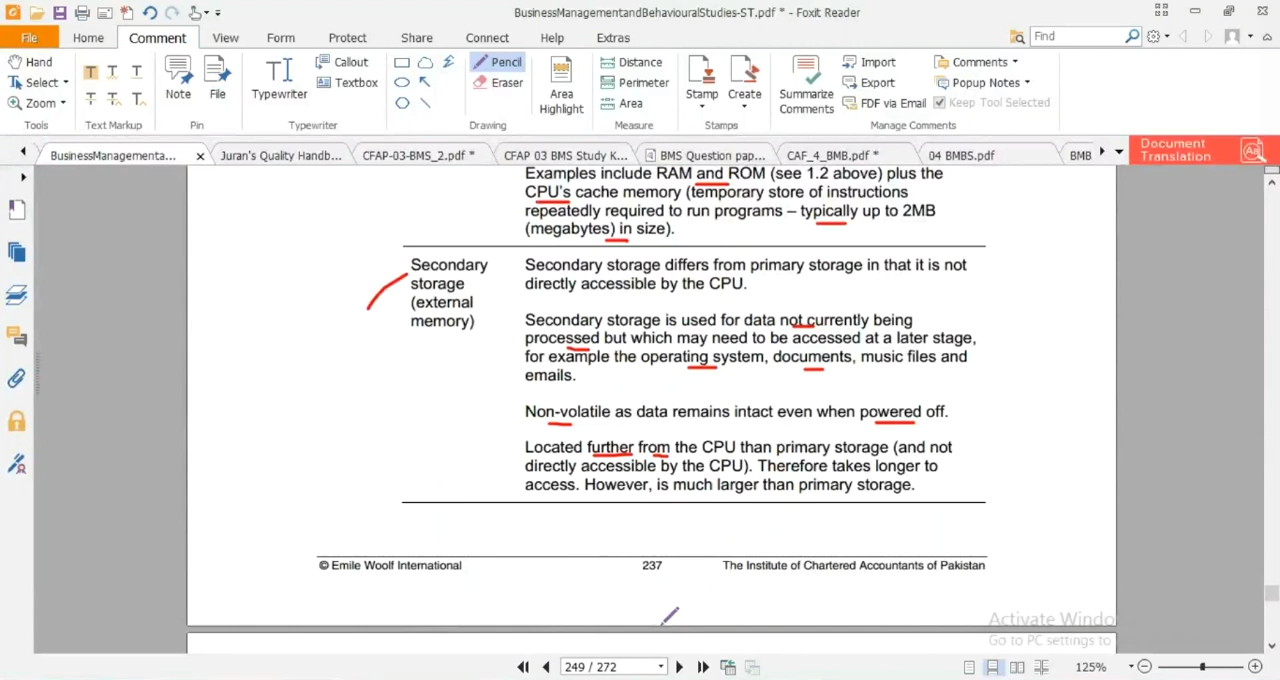 BusinessManagementandBehaviouralStudies-ST.pdf * - Foxit Reader
File Home Comment View Form Protect Share Connect Help Extras
Find
Hand
Select
Zoom
Tools
Text Markup
Note
File
Pin
Typewriter
Callout
Textbox
Typewriter
Pencil
Eraser
Drawing
Area
Highlight
Distance
Perimeter
Area
Measure
Stamp
Create
Stamps
Summarize
Comments
Import
Export
FDF via Email
Comments
Popup Notes
Keep Tool Selected
Manage Comments
BusinessManagementa... Juran's Quality Handb... CFAP-03-BMS_2.pdf * CFAP 03 BMS Study K... BMS Question pap... CAF_4_BMB.pdf * 04 BMBS.pdf BMB
Document
Translation
Examples include RAM and ROM (see 1.2 above) plus the
CPU's cache memory (temporary store of instructions
repeatedly required to run programs – typically up to 2MB
(megabytes) in size).
Secondary
storage
(external
memory)
Secondary storage differs from primary storage in that it is not
directly accessible by the CPU.
Secondary storage is used for data not currently being
processed but which may need to be accessed at a later stage,
for example the operating system, documents, music files and
emails.
Non-volatile as data remains intact even when powered off.
Located further from the CPU than primary storage (and not
directly accessible by the CPU). Therefore takes longer to
access. However, is much larger than primary storage.
© Emile Woolf International 237 The Institute of Chartered Accountants of Pakistan
Activate Windo
Go to PC settings to
249 / 272
125%